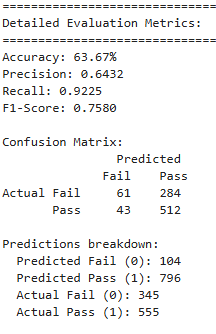 ==============================
Detailed Evaluation Metrics:
==============================
Accuracy: 63.67%
Precision: 0.6432
Recall: 0.9225
F1-Score: 0.7580
Confusion Matrix:
Predicted
Fail Pass
Actual Fail 61 284
Pass 43 512
Predictions breakdown:
Predicted Fail (0): 104
Predicted Pass (1): 796
Actual Fail (0): 345
Actual Pass (1): 555